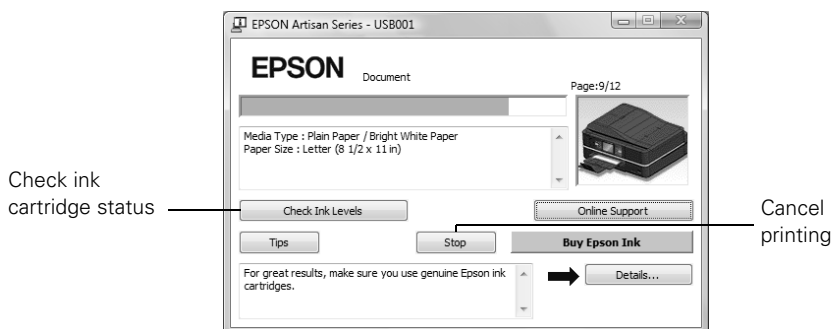 EPSON Artisan Series - USB001
EPSON
Document
Page:9/12
Media Type : Plain Paper / Bright White Paper
Paper Size : Letter (8 1/2 x 11 in)
Check ink
cartridge status
Check Ink Levels
Online Support
Cancel
printing
Tips
Stop
Buy Epson Ink
For great results, make sure you use genuine Epson ink
cartridges.
Details...